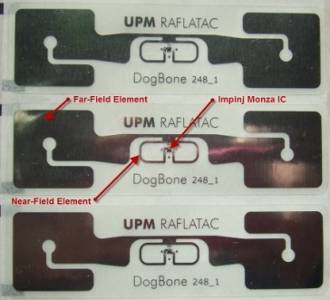 UPM RAFLATAC
DogBone 248_1
Far-Field Element
Impinj Monza IC
UPM RAFLATAC
Near-Field Element
DogBone 248_1
UPM RAFLATAC
DogBone 248_1